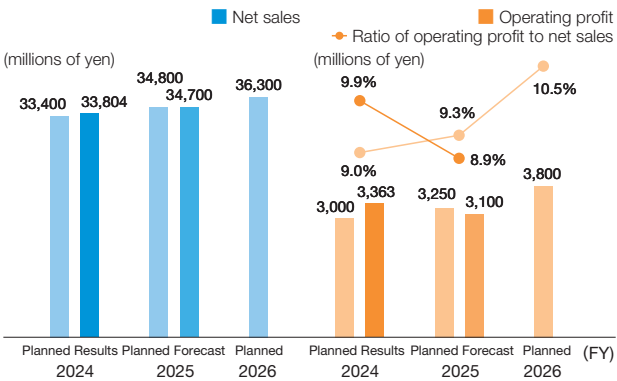 Net sales
(millions of yen)
33,400
33,804
34,800
34,700
36,300
Planned Results Planned Forecast Planned
2024 2025 2026
Operating profit
Ratio of operating profit to net sales
(millions of yen)
9.9%
9.0%
9.3%
8.9%
10.5%
3,000
3,363
3,250
3,100
3,800
Planned Results Planned Forecast Planned
2024 2025 2026
(FY)